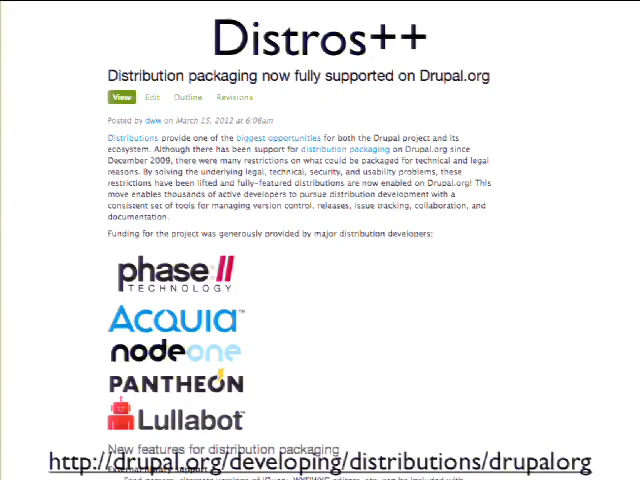 Distros++
Distribution packaging now fully supported on Drupal.org
View Edit Outline Revisions
Posted by dww on March 15, 2012 at 6:06am
Distributions provide one of the biggest opportunities for both the Drupal project and its
ecosystem. Although there has been support for distribution packaging on Drupal.org since
December 2009, there were many restrictions on what could be packaged for technical and legal
reasons. By solving the underlying legal, technical, security, and usability problems, these
restrictions have been lifted and fully-featured distributions are now enabled on Drupal.org! This
move enables thousands of active developers to pursue distribution development with a
consistent set of tools for managing version control, releases, issue tracking, collaboration, and
documentation.
Funding for the project was generously provided by major distribution developers:
phase:II
TECHNOLOGY
Acquia™
nodeone
PANTHEON
Lullabot™
New features for distribution packaging
http://drupal.org/developing/distributions/drupalorg
External library support